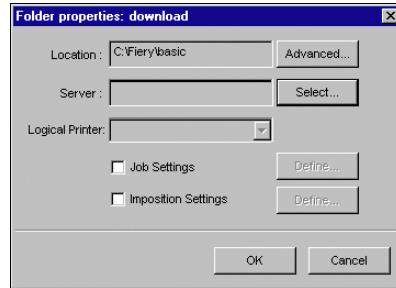 Folder properties: download
Location : C:\Fiery\basic Advanced...
Server : Select...
Logical Printer:
Job Settings Define...
Imposition Settings Define...
OK Cancel